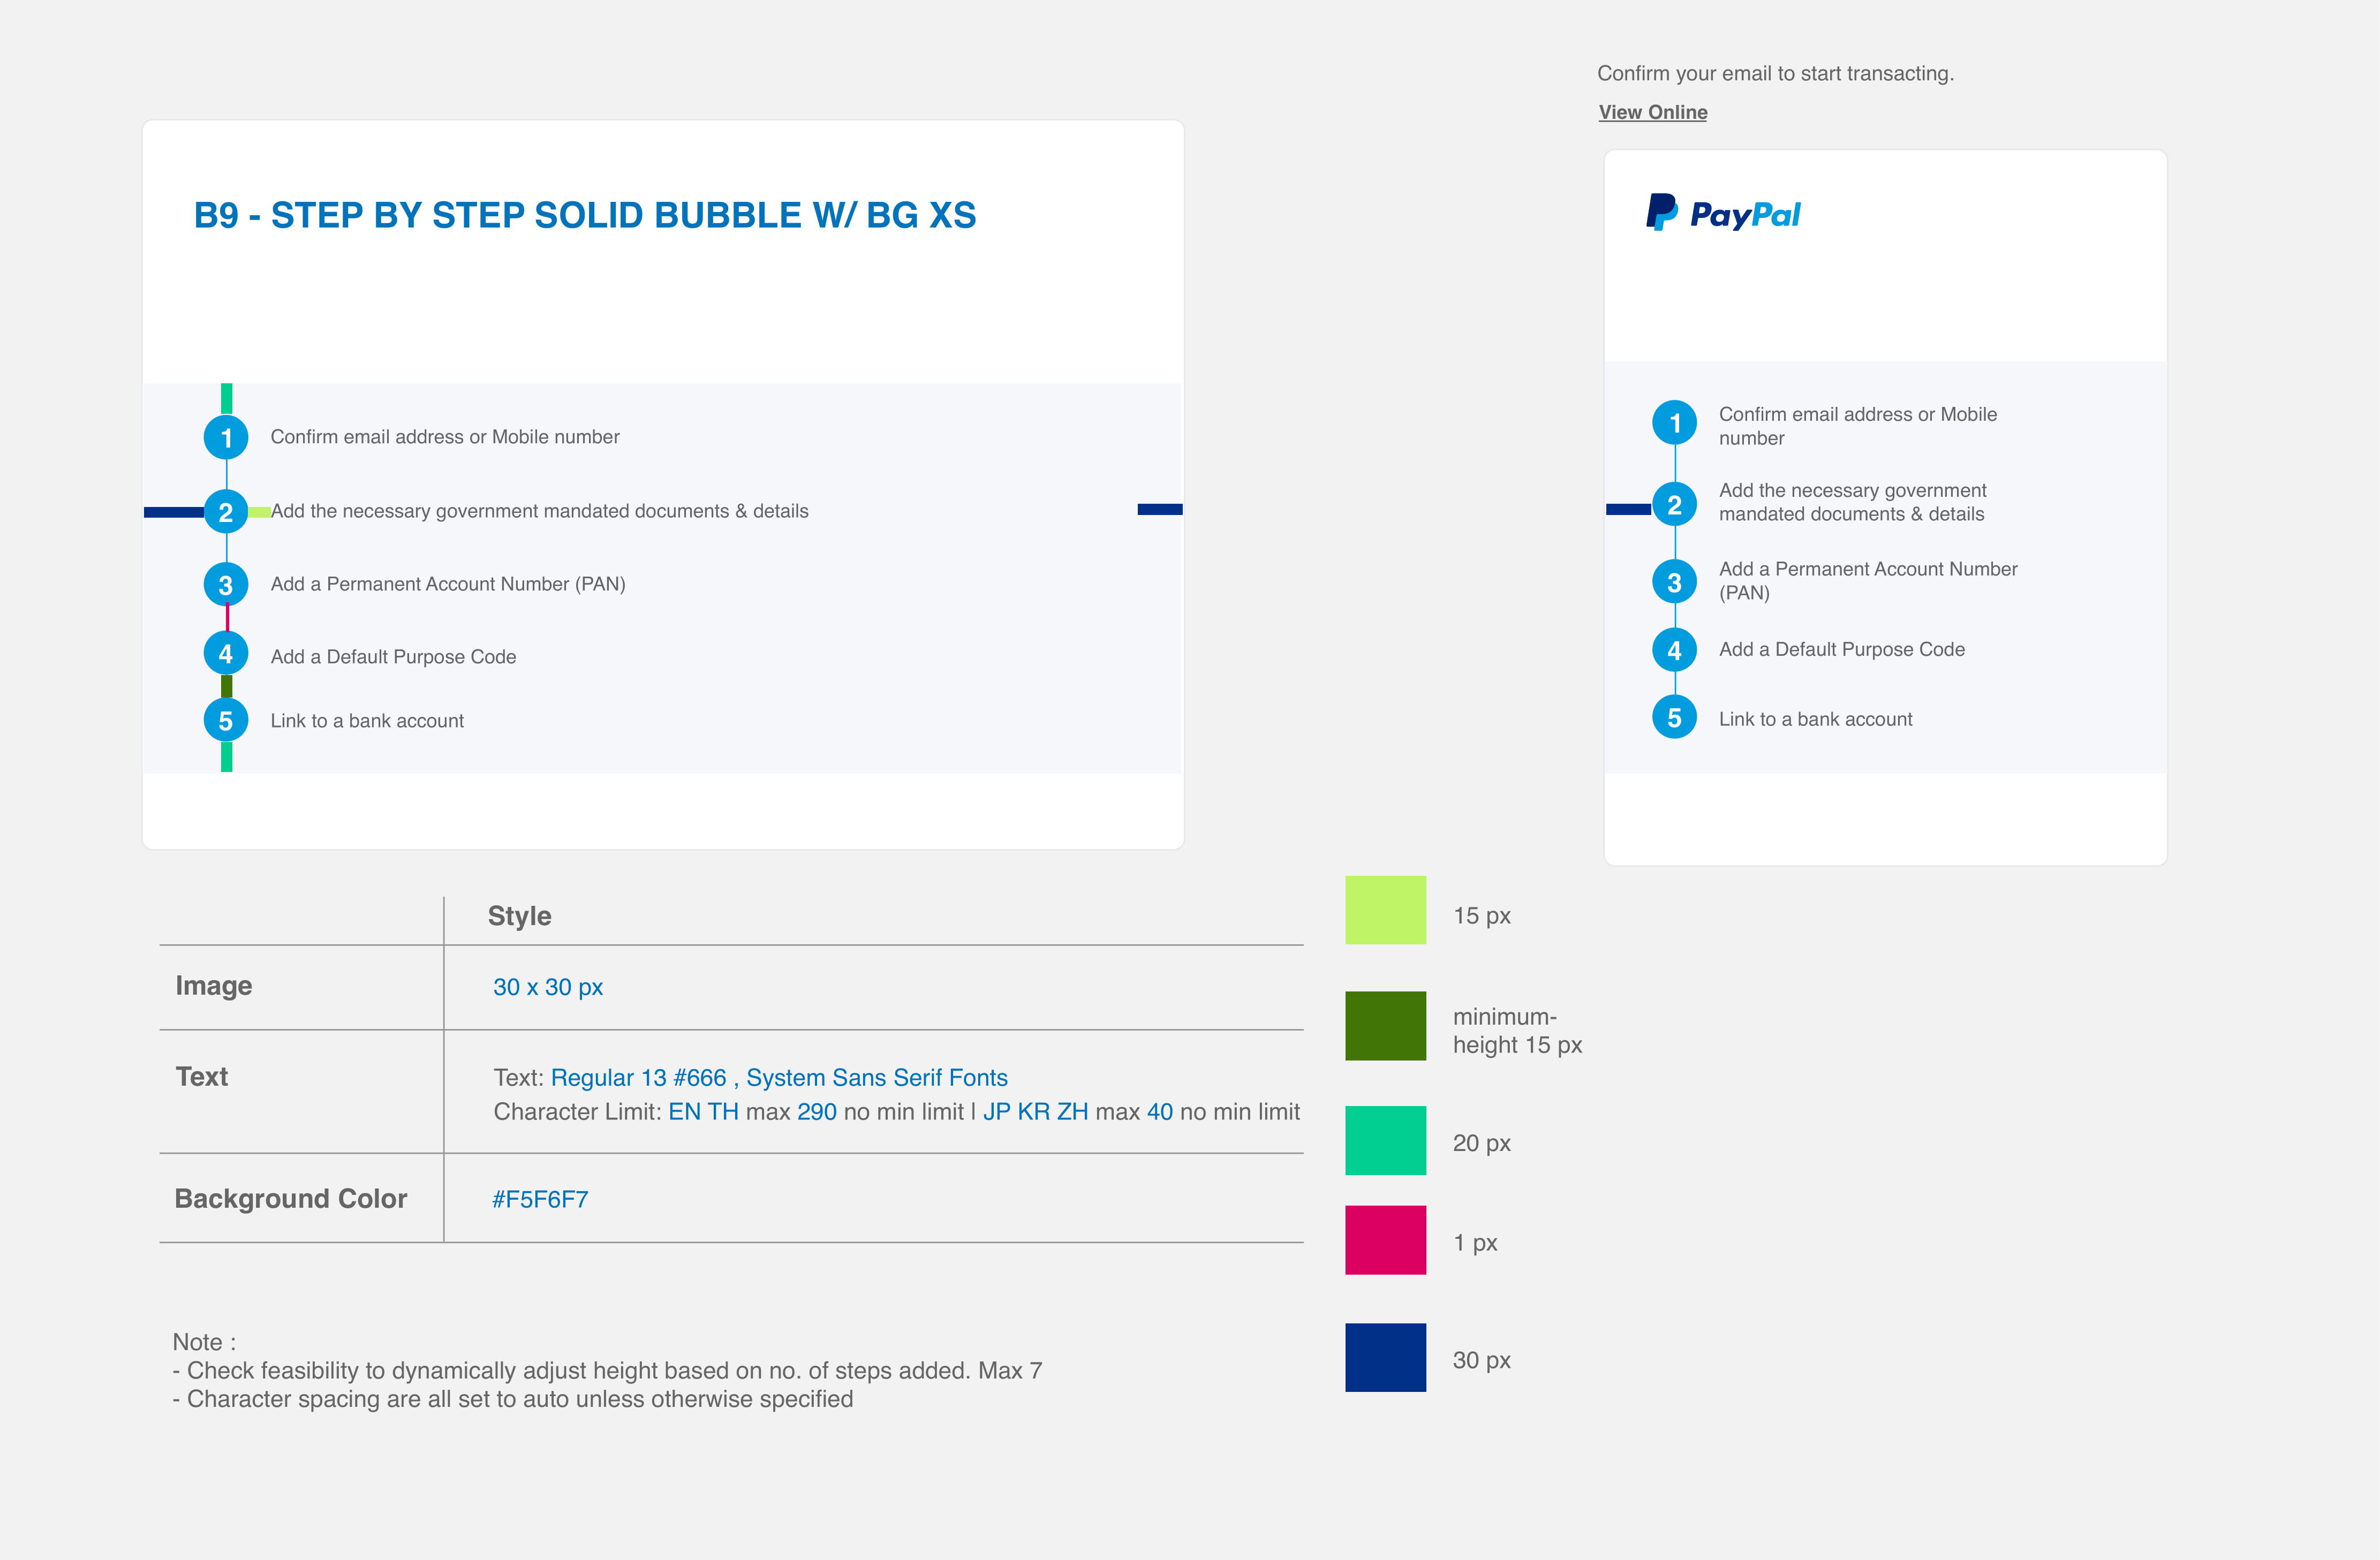 Confirm your email to start transacting.
View Online
B9 - STEP BY STEP SOLID BUBBLE W/ BG XS
1 Confirm email address or Mobile number
2 Add the necessary government mandated documents & details
3 Add a Permanent Account Number (PAN)
4 Add a Default Purpose Code
5 Link to a bank account
PayPal
1 Confirm email address or Mobile
number
2 Add the necessary government
mandated documents & details
3 Add a Permanent Account Number
(PAN)
4 Add a Default Purpose Code
5 Link to a bank account
Style
Image 30 x 30 px
Text Text: Regular 13 #666 , System Sans Serif Fonts
Character Limit: EN TH max 290 no min limit | JP KR ZH max 40 no min limit
Background Color #F5F6F7
15 px
minimum-
height 15 px
20 px
1 px
30 px
Note :
- Check feasibility to dynamically adjust height based on no. of steps added. Max 7
- Character spacing are all set to auto unless otherwise specified